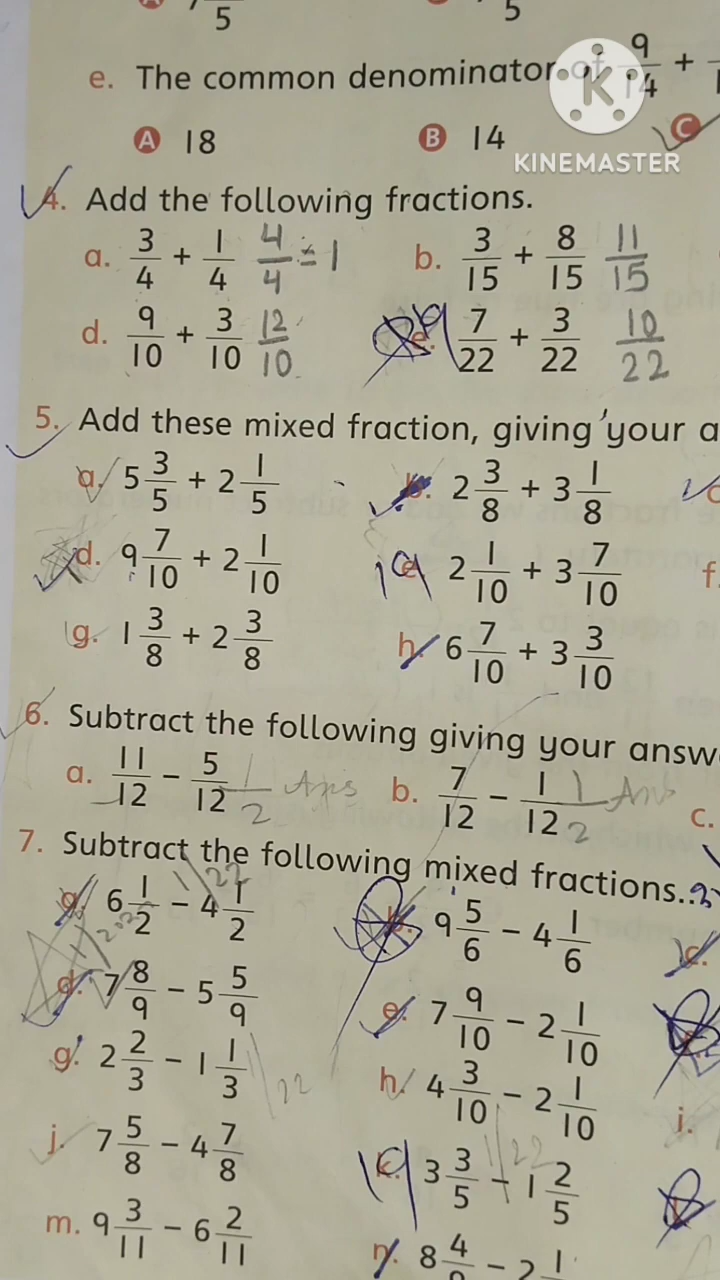 5 5
e. The common denominator of 9/14 +
A 18 B 14 C
KINEMASTER
4. Add the following fractions.
a. 3/4 + 1/4 4/4 = 1 b. 3/15 + 8/15 11/15
d. 9/10 + 3/10 12/10 e. 7/22 + 3/22 10/22
5. Add these mixed fraction, giving your a
a. 5 3/5 + 2 1/5 b. 2 3/8 + 3 1/8 c
d. 9 7/10 + 2 1/10 e. 2 1/10 + 3 7/10 f.
g. 1 3/8 + 2 3/8 h. 6 7/10 + 3 3/10
6. Subtract the following giving your answ
a. 11/12 - 5/12 1/2 Ans b. 7/12 - 1/12 1/2 Ans c.
7. Subtract the following mixed fractions.
a. 6 1/2 - 4 1/2 b. 9 5/6 - 4 1/6 c.
d. 7 8/9 - 5 5/9 e. 7 9/10 - 2 1/10
g. 2 2/3 - 1 1/3 h. 4 3/10 - 2 1/10 i.
j. 7 5/8 - 4 7/8 k. 3 3/5 - 1 2/5
m. 9 3/11 - 6 2/11 n. 8 4 - 2 1